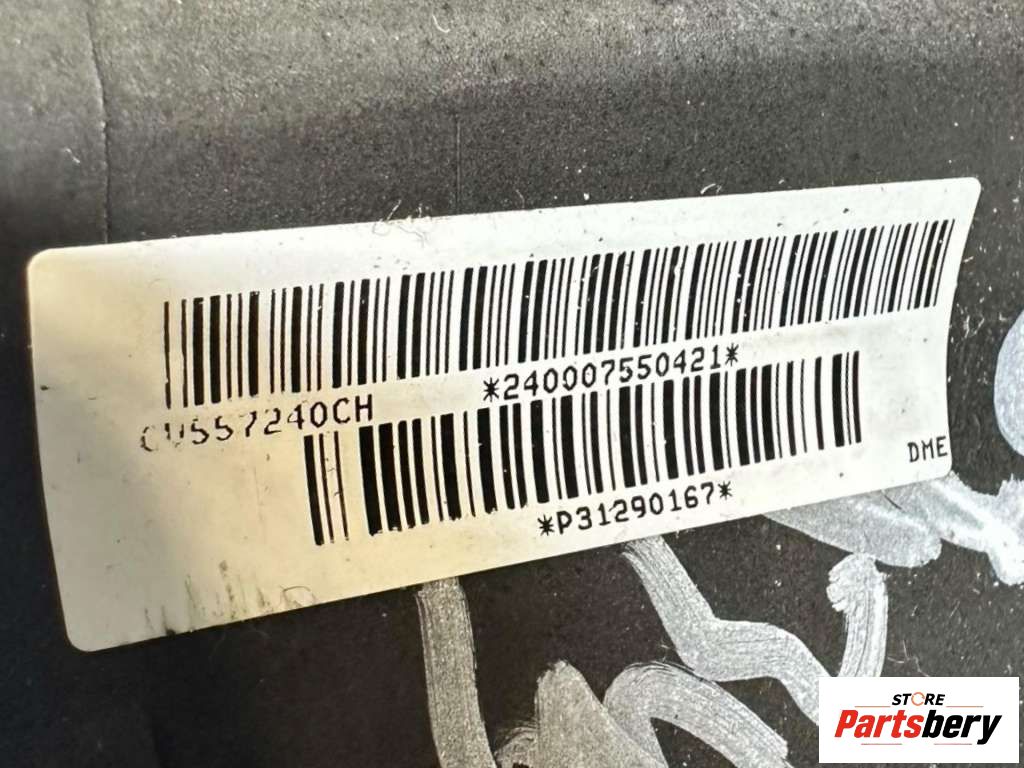 *240007550421*
CU557240CH
DME
*P31290167*
STORE
Partsbery